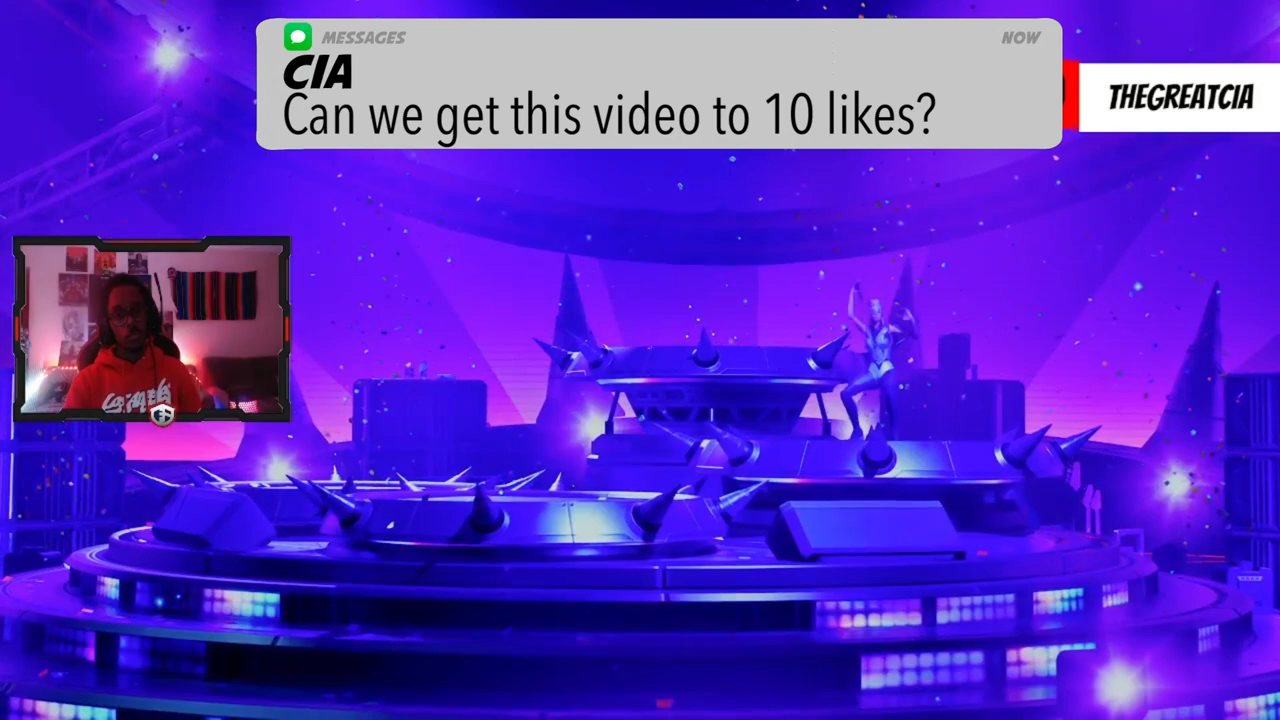 MESSAGES
NOW
CIA
THEGREATCIA
Can we get this video to 10 likes?